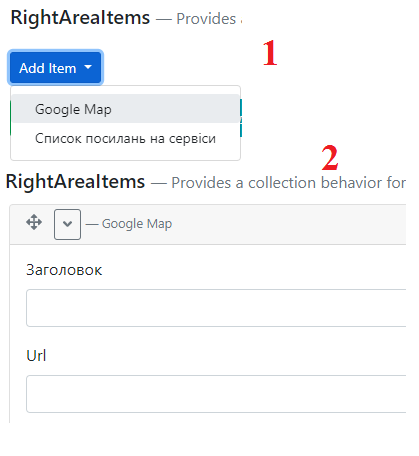 RightAreaItems — Provides a
1
Add Item
Google Map
Список посилань на сервіси
2
RightAreaItems — Provides a collection behavior for
— Google Map
Заголовок
Url